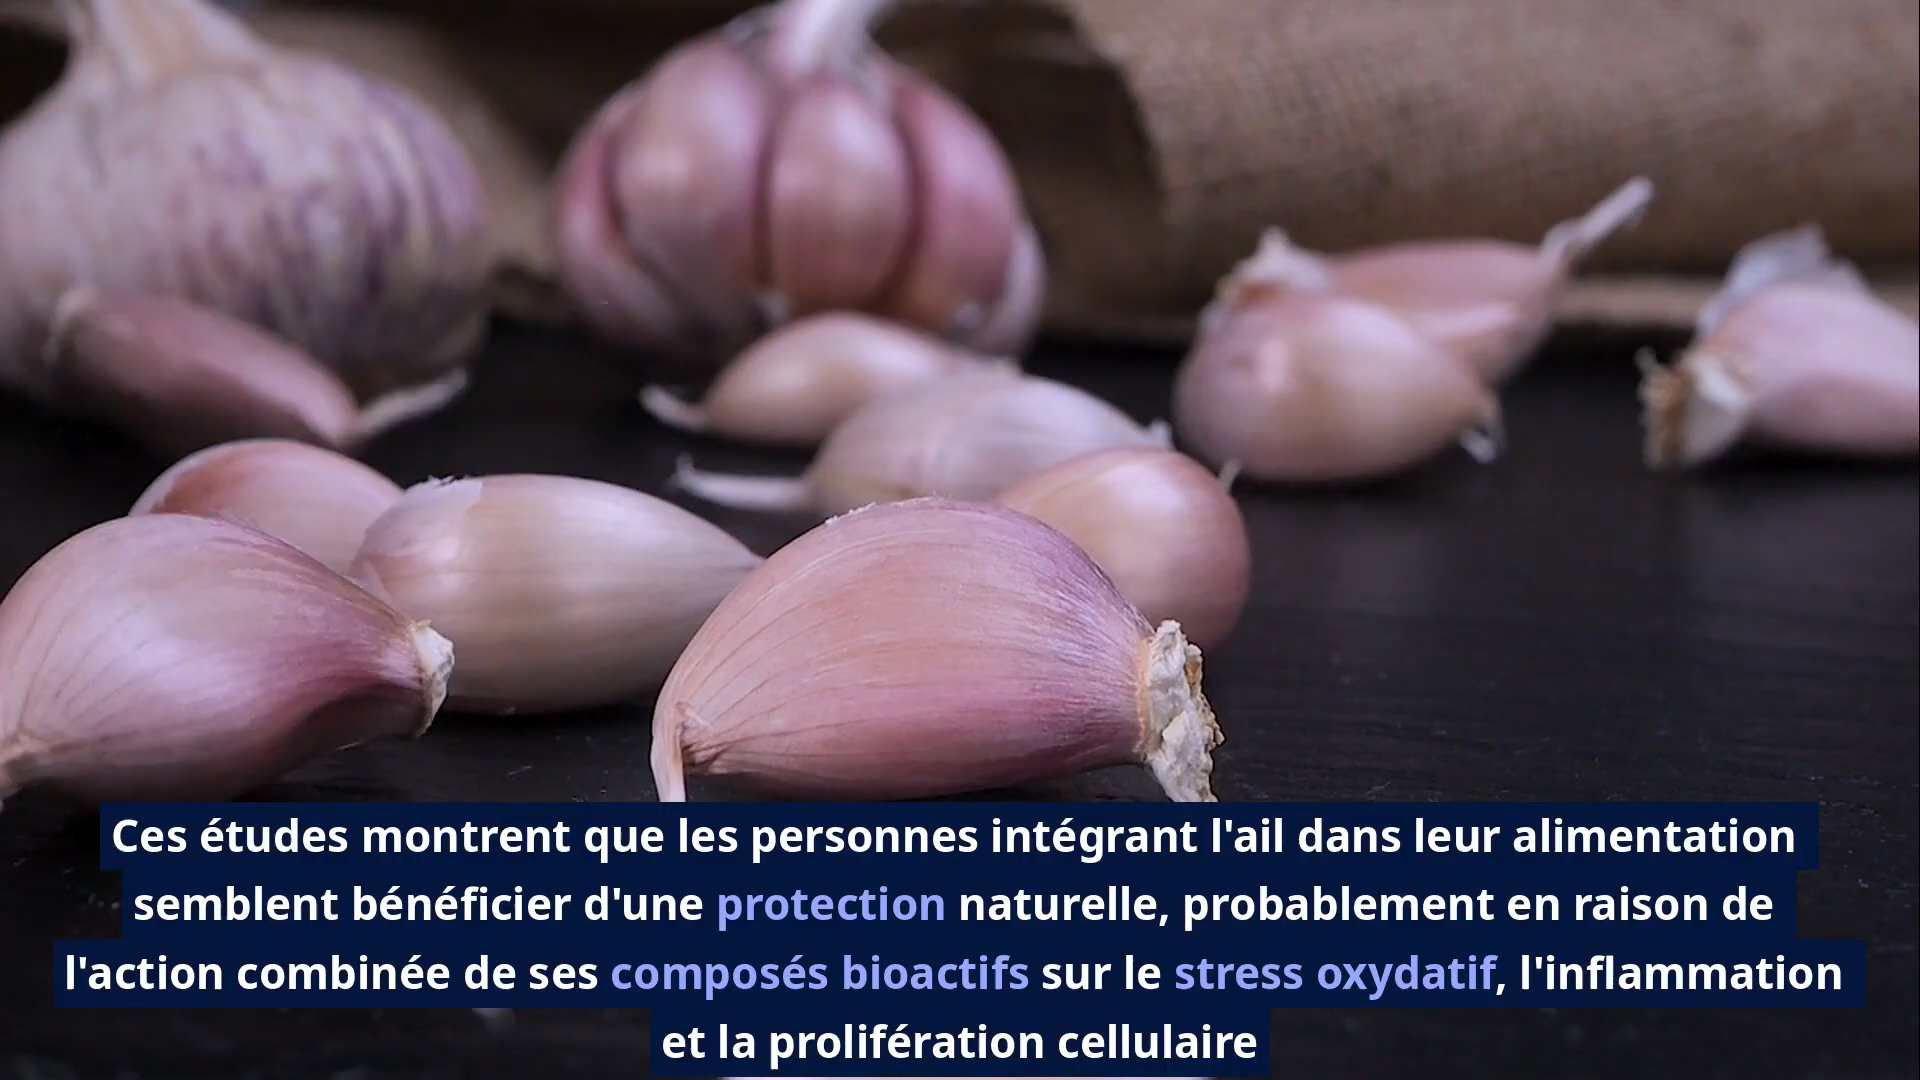 Ces études montrent que les personnes intégrant l'ail dans leur alimentation
semblent bénéficier d'une protection naturelle, probablement en raison de
l'action combinée de ses composés bioactifs sur le stress oxydatif, l'inflammation
et la prolifération cellulaire